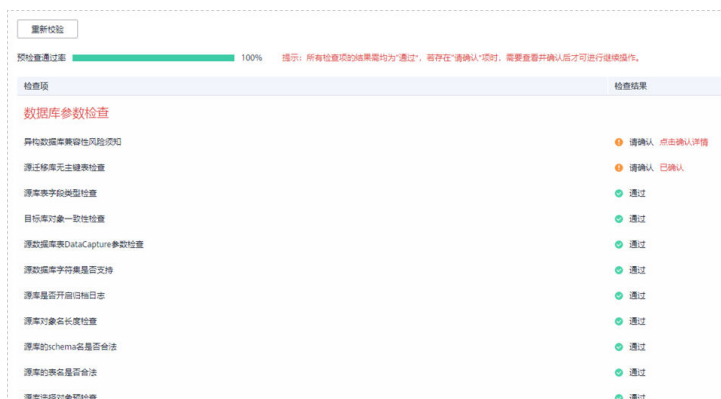 重新校验
预检查通过率 100% 提示：所有检查项的结果需均为“通过”，若存在“请确认”项时，需要查看并确认后才可进行继续操作。
检查项 检查结果
数据库参数检查
异构数据库兼容性风险须知 请确认 点击确认详情
源迁移库无主键表检查 请确认 已确认
源库表字段类型检查 通过
目标库对象一致性检查 通过
源数据库表DataCapture参数检查 通过
源数据库字符集是否支持 通过
源库是否开启归档日志 通过
源库对象名长度检查 通过
源库的schema名是否合法 通过
源库的表名是否合法 通过
源库选择对象预检查 通过